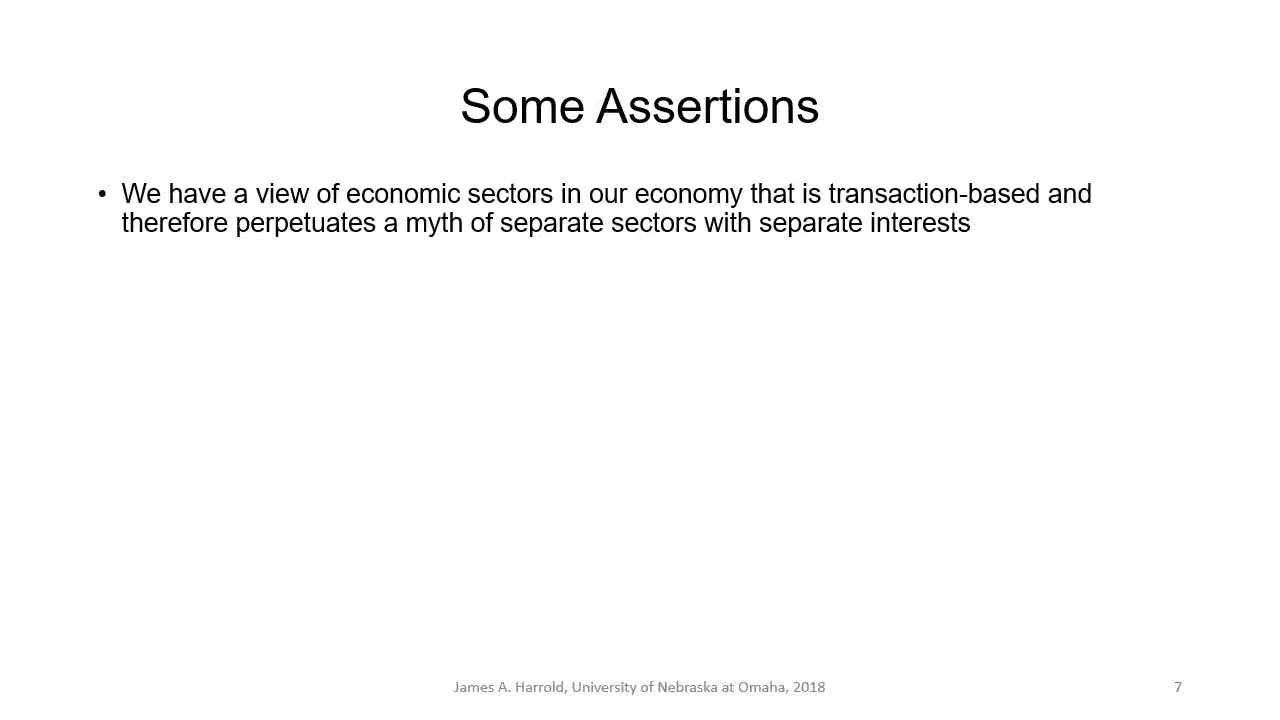 Some Assertions
• We have a view of economic sectors in our economy that is transaction-based and
therefore perpetuates a myth of separate sectors with separate interests
James A. Harrold, University of Nebraska at Omaha, 2018
7